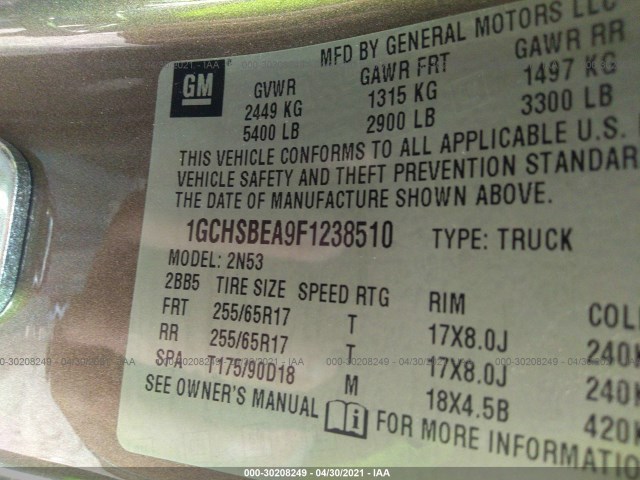 MFD BY GENERAL MOTORS LLC
GM
GVWR GAWR FRT GAWR RR
2449 KG 1315 KG 1497 KG
5400 LB 2900 LB 3300 LB
THIS VEHICLE CONFORMS TO ALL APPLICABLE U.S.
VEHICLE SAFETY AND THEFT PREVENTION STANDAR
THE DATE OF MANUFACTURE SHOWN ABOVE.
1GCHSBEA9F1238510 TYPE: TRUCK
MODEL: 2N53
2BB5 TIRE SIZE SPEED RTG RIM COL
FRT 255/65R17 T 17X8.0J 240K
RR 255/65R17 T 17X8.0J 240K
SPA T175/90D18 M 18X4.5B 420K
SEE OWNER'S MANUAL FOR MORE INFORMATION
000-30208249 - 04/30/2021 - IAA